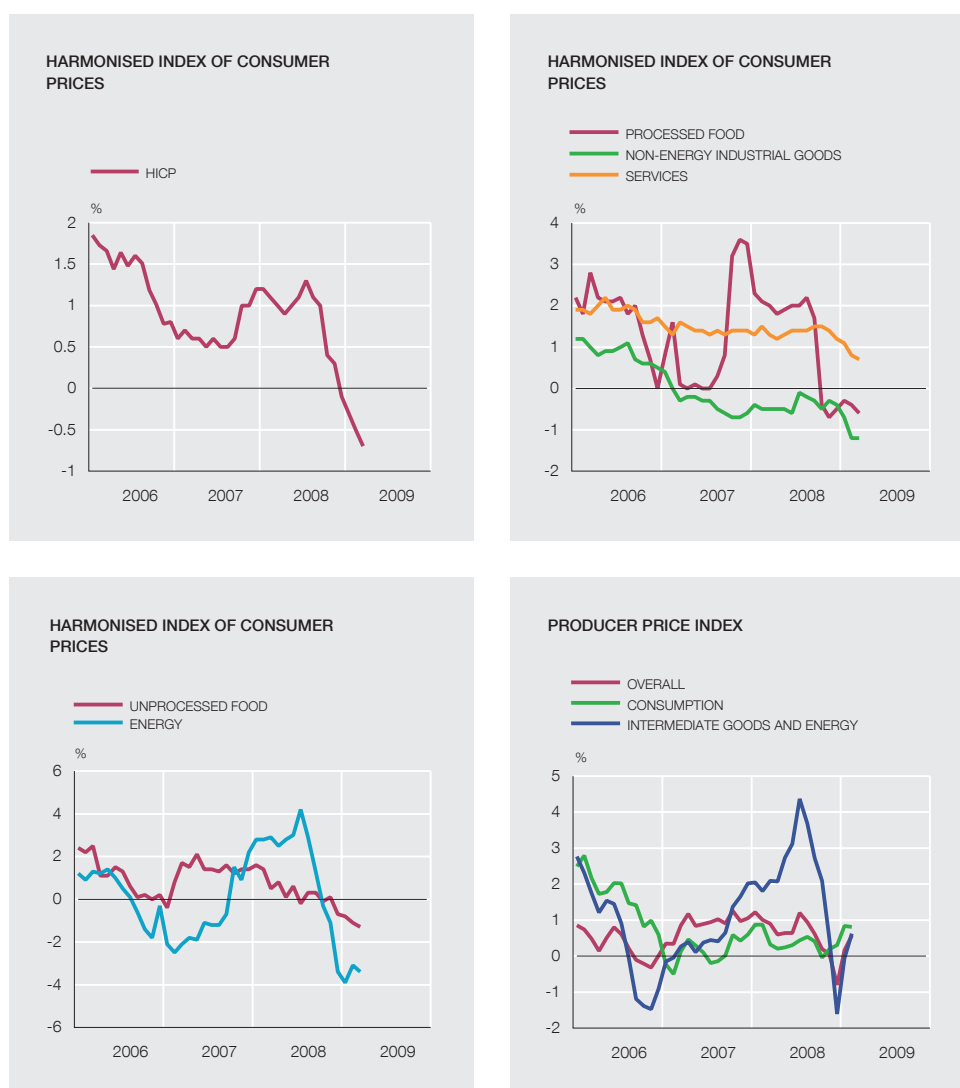 HARMONISED INDEX OF CONSUMER
PRICES
HICP
%
2
1.5
1
0.5
0
-0.5
-1
2006 2007 2008 2009
HARMONISED INDEX OF CONSUMER
PRICES
PROCESSED FOOD
NON-ENERGY INDUSTRIAL GOODS
SERVICES
%
4
3
2
1
0
-1
-2
2006 2007 2008 2009
HARMONISED INDEX OF CONSUMER
PRICES
UNPROCESSED FOOD
ENERGY
%
6
4
2
0
-2
-4
-6
2006 2007 2008 2009
PRODUCER PRICE INDEX
OVERALL
CONSUMPTION
INTERMEDIATE GOODS AND ENERGY
%
5
4
3
2
1
0
-1
-2
2006 2007 2008 2009